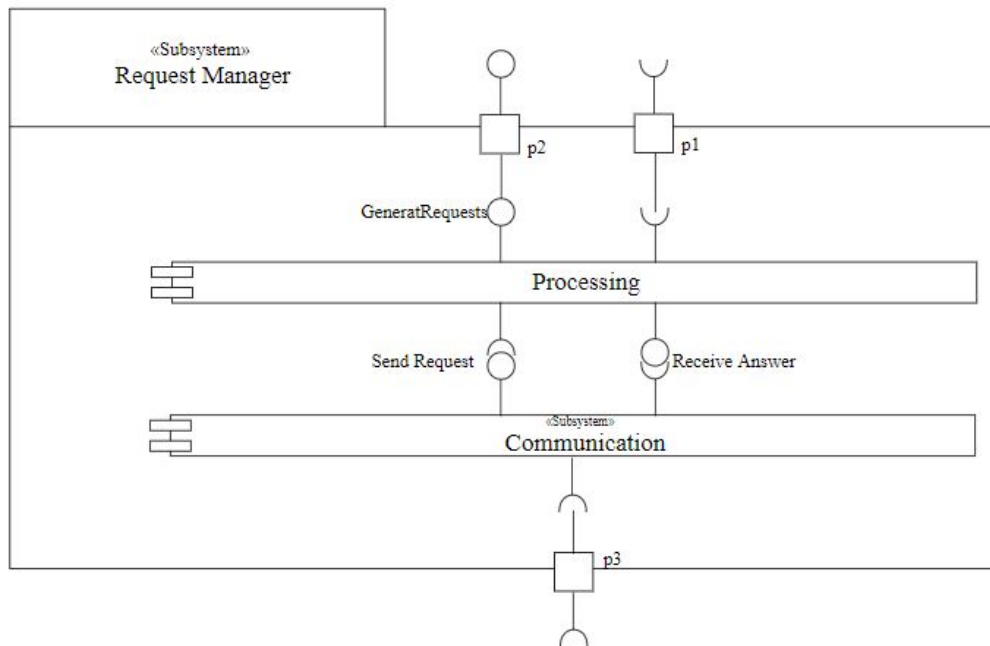 «Subsystem»
Request Manager
p2
p1
GeneratRequests
Processing
Send Request
Receive Answer
«Subsystem»
Communication
p3